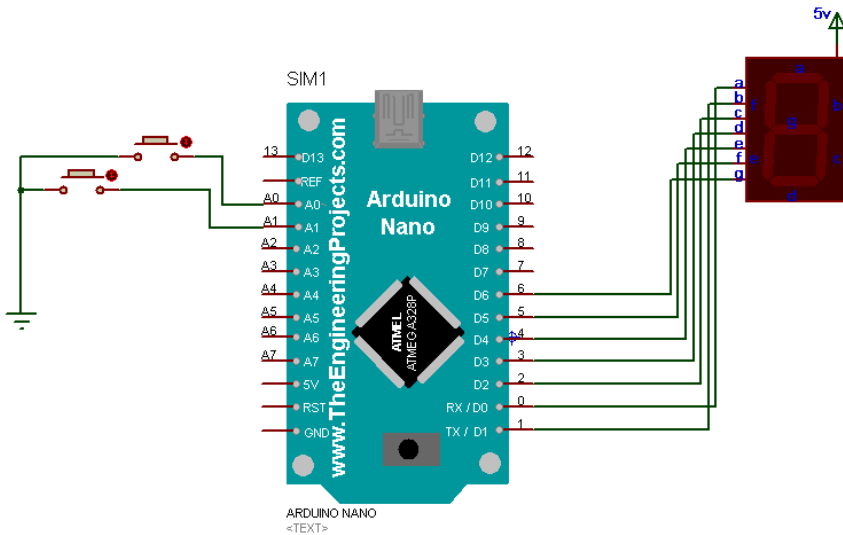 5v
SIM1
a
b
c
d
e
f
g
a
b
c
d
e
f
g
13
D13
REF
A0
A0
A1
A1
A2
A2
A3
A3
A4
A4
A5
A5
A6
A6
A7
A7
5V
RST
GND
www.TheEngineeringProjects.com
Arduino
Nano
ATMEL
ATMEGA328P
D12
12
D11
11
D10
10
D9
9
D8
8
D7
7
D6
6
D5
5
D4
4
D3
3
D2
2
RX / D0
0
TX / D1
1
ARDUINO NANO
<TEXT>